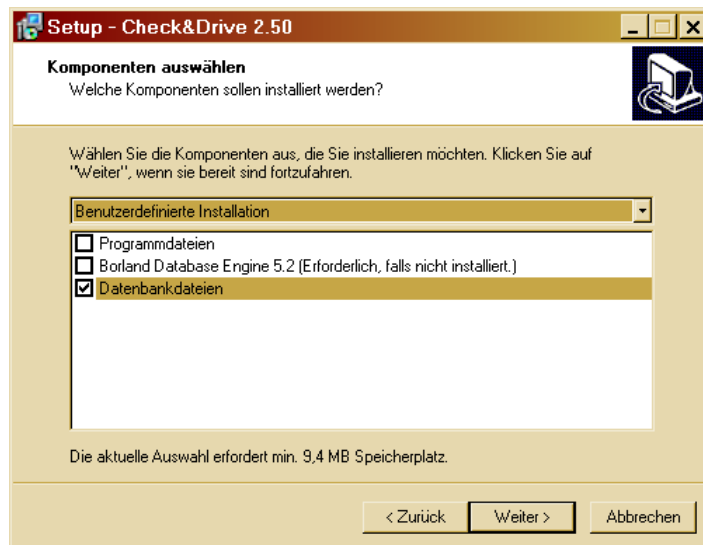 Setup - Check&Drive 2.50
Komponenten auswählen
Welche Komponenten sollen installiert werden?
Wählen Sie die Komponenten aus, die Sie installieren möchten. Klicken Sie auf
"Weiter", wenn sie bereit sind fortzufahren.
Benutzerdefinierte Installation
Programmdateien
Borland Database Engine 5.2 (Erforderlich, falls nicht installiert.)
Datenbankdateien
Die aktuelle Auswahl erfordert min. 9,4 MB Speicherplatz.
< Zurück Weiter > Abbrechen